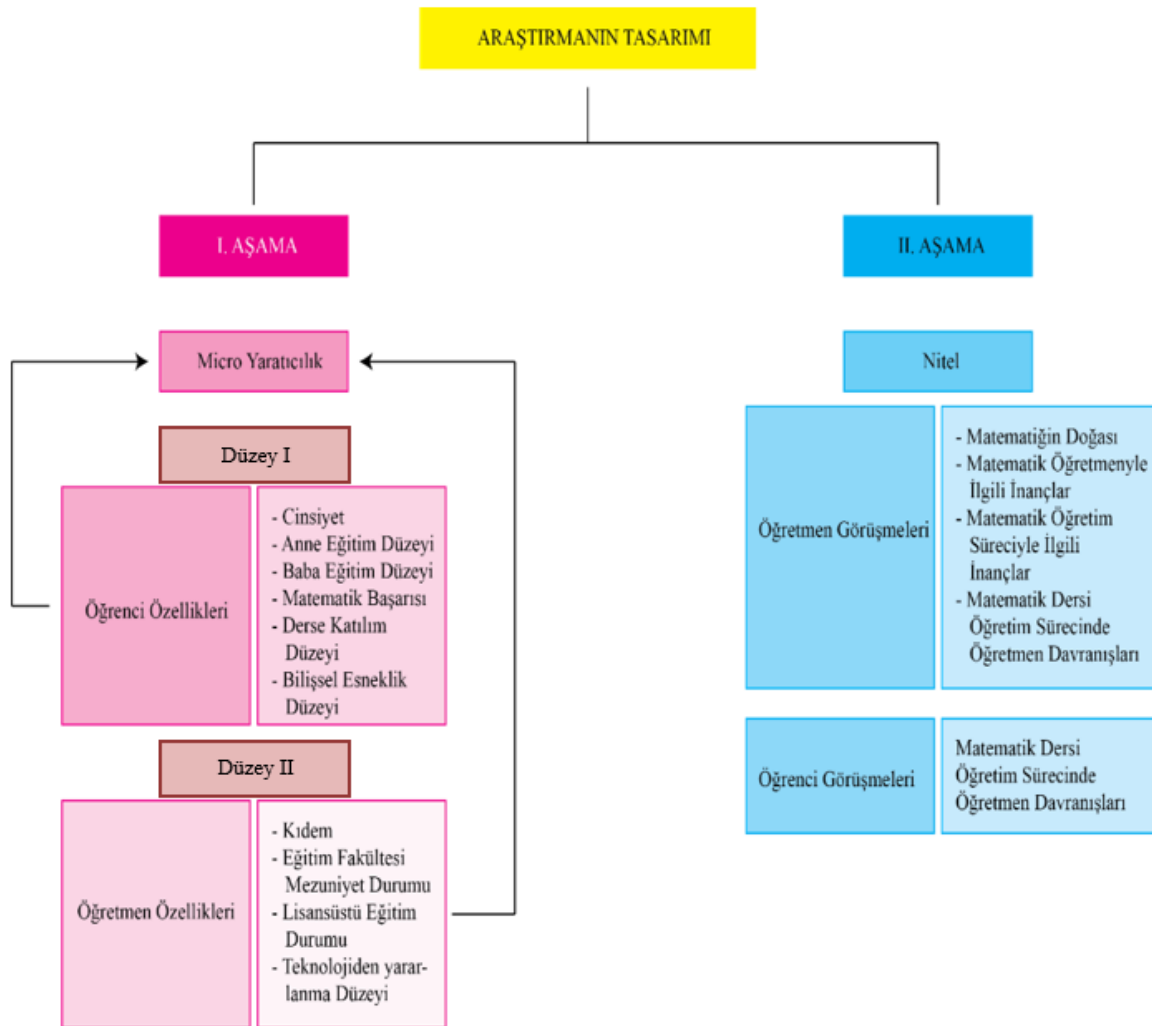 ARAŞTIRMANIN TASARIMI
I. AŞAMA
Micro Yaratıcılık
Düzey I
Öğrenci Özellikleri
- Cinsiyet
- Anne Eğitim Düzeyi
- Baba Eğitim Düzeyi
- Matematik Başarısı
- Derse Katılım
Düzeyi
- Bilişsel Esneklik
Düzeyi
Düzey II
Öğretmen Özellikleri
- Kıdem
- Eğitim Fakültesi
Mezuniyet Durumu
- Lisansüstü Eğitim
Durumu
- Teknolojiden yarar-
lanma Düzeyi
II. AŞAMA
Nitel
Öğretmen Görüşmeleri
- Matematiğin Doğası
- Matematik Öğretmenyle
İlgili İnançlar
- Matematik Öğretim
Süreciyle İlgili
İnançlar
- Matematik Dersi
Öğretim Sürecinde
Öğretmen Davranışları
Öğrenci Görüşmeleri
Matematik Dersi
Öğretim Sürecinde
Öğretmen Davranışları